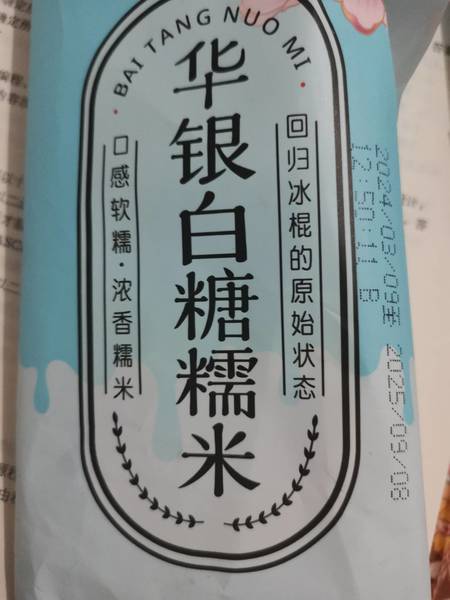 BAI TANG NUO MI
华银白糖糯米
回归冰棍的原始状态
口感软糯·浓香糯米
2024/03/09至 2025/09/08
12:50:11 B